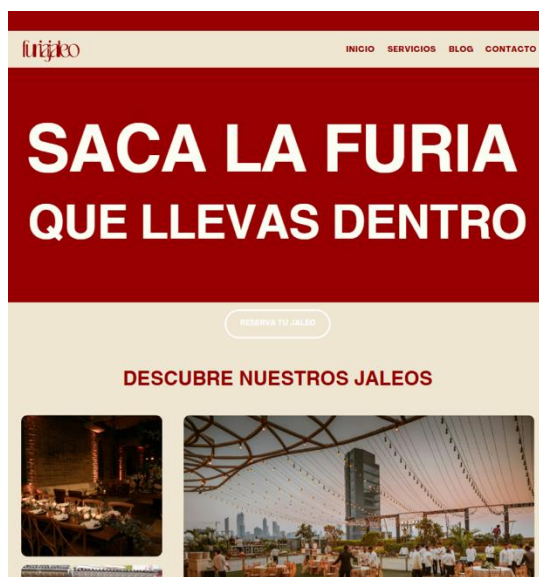 furiajaleo
INICIO SERVICIOS BLOG CONTACTO
SACA LA FURIA
QUE LLEVAS DENTRO
RESERVA TU JALEO
DESCUBRE NUESTROS JALEOS